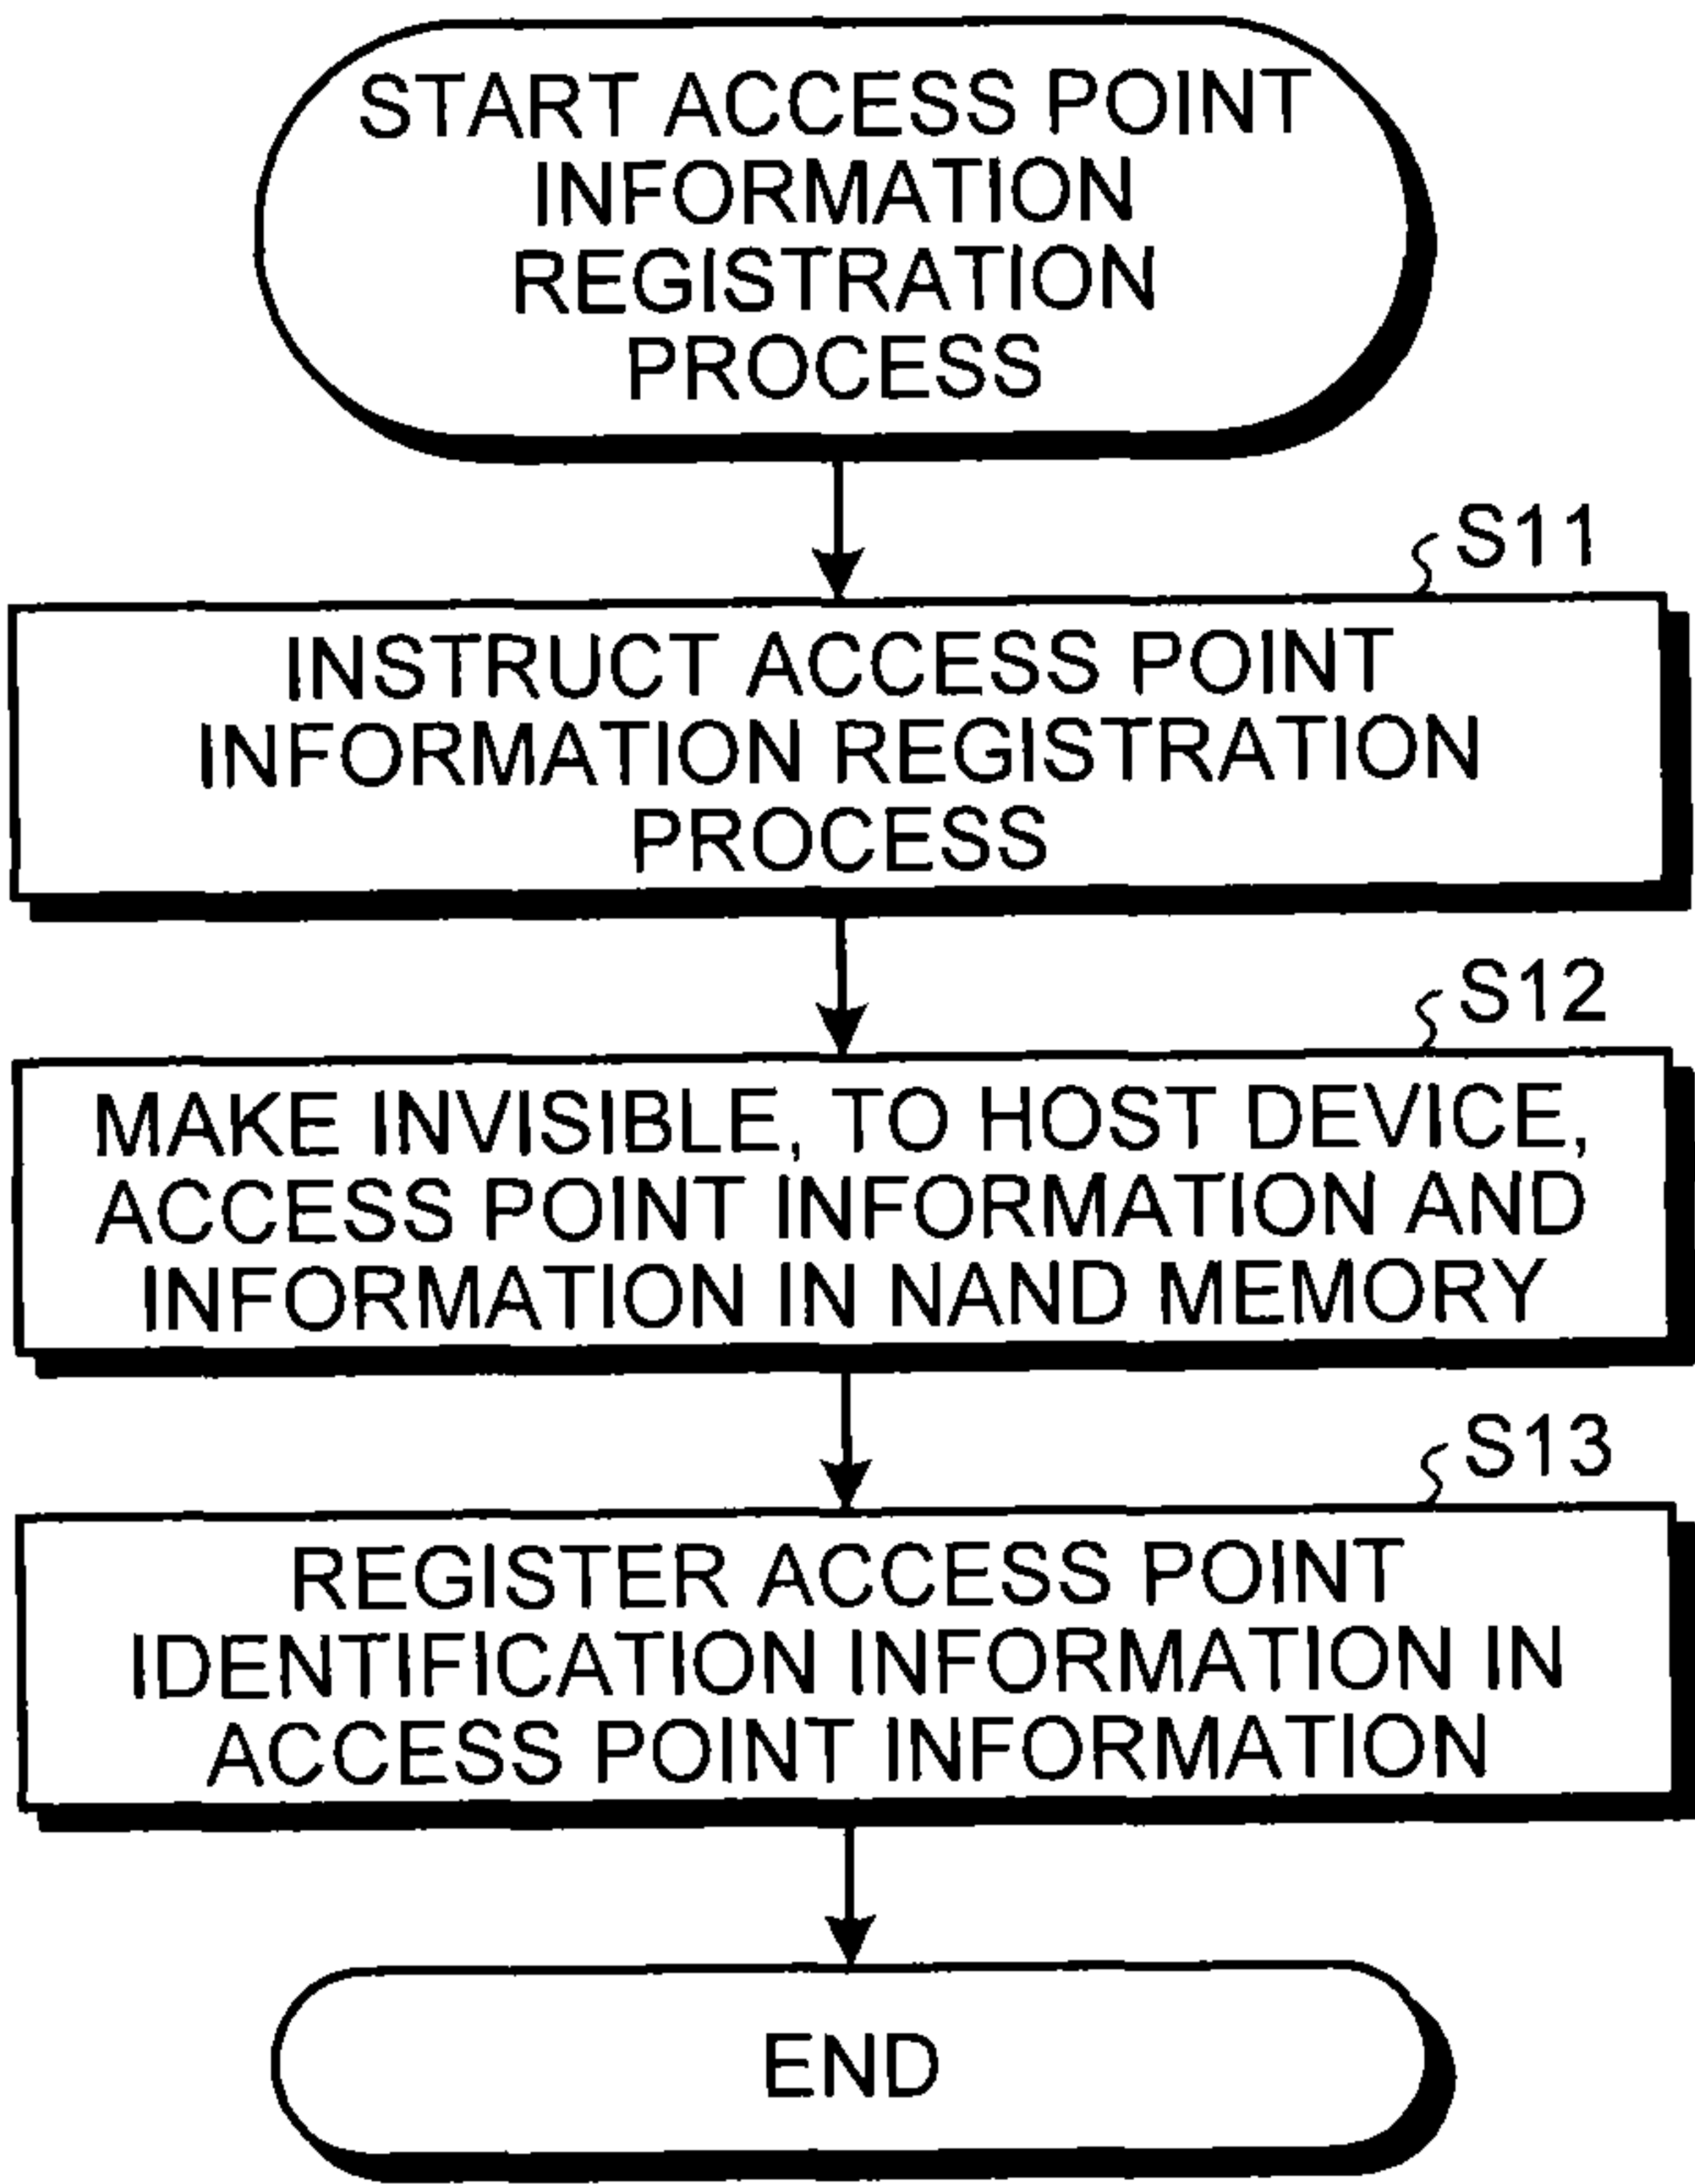 START ACCESS POINT
INFORMATION
REGISTRATION
PROCESS
S11
INSTRUCT ACCESS POINT
INFORMATION REGISTRATION
PROCESS
S12
MAKE INVISIBLE, TO HOST DEVICE,
ACCESS POINT INFORMATION AND
INFORMATION IN NAND MEMORY
S13
REGISTER ACCESS POINT
IDENTIFICATION INFORMATION IN
ACCESS POINT INFORMATION
END